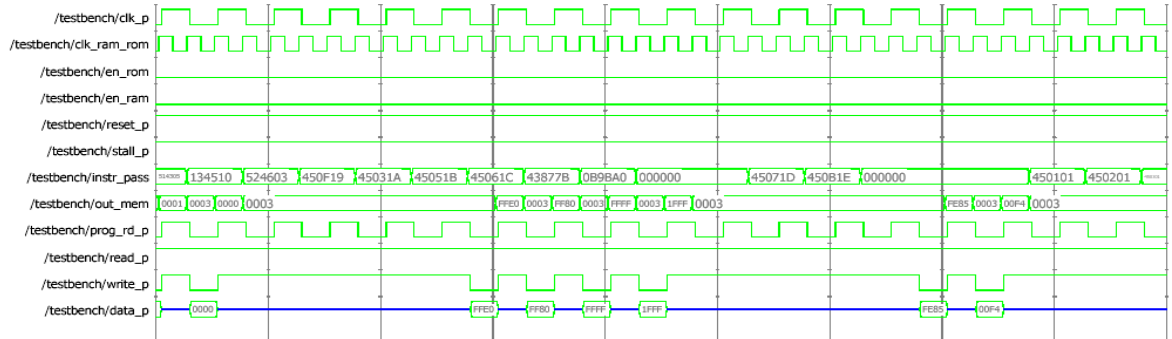 /testbench/clk_p
/testbench/clk_ram_rom
/testbench/en_rom
/testbench/en_ram
/testbench/reset_p
/testbench/stall_p
/testbench/instr_pass 514305 134510 524603 450F19 45031A 45051B 45061C 43877B 0B9BA0 000000 45071D 450B1E 000000 450101 450201
/testbench/out_mem 0001 0003 0000 0003 FFE0 0003 FF80 0003 FFFF 0003 1FFF 0003 FE85 0003 00F4 0003
/testbench/prog_rd_p
/testbench/read_p
/testbench/write_p
/testbench/data_p 0000 FFE0 FF80 FFFF 1FFF FE85 00F4